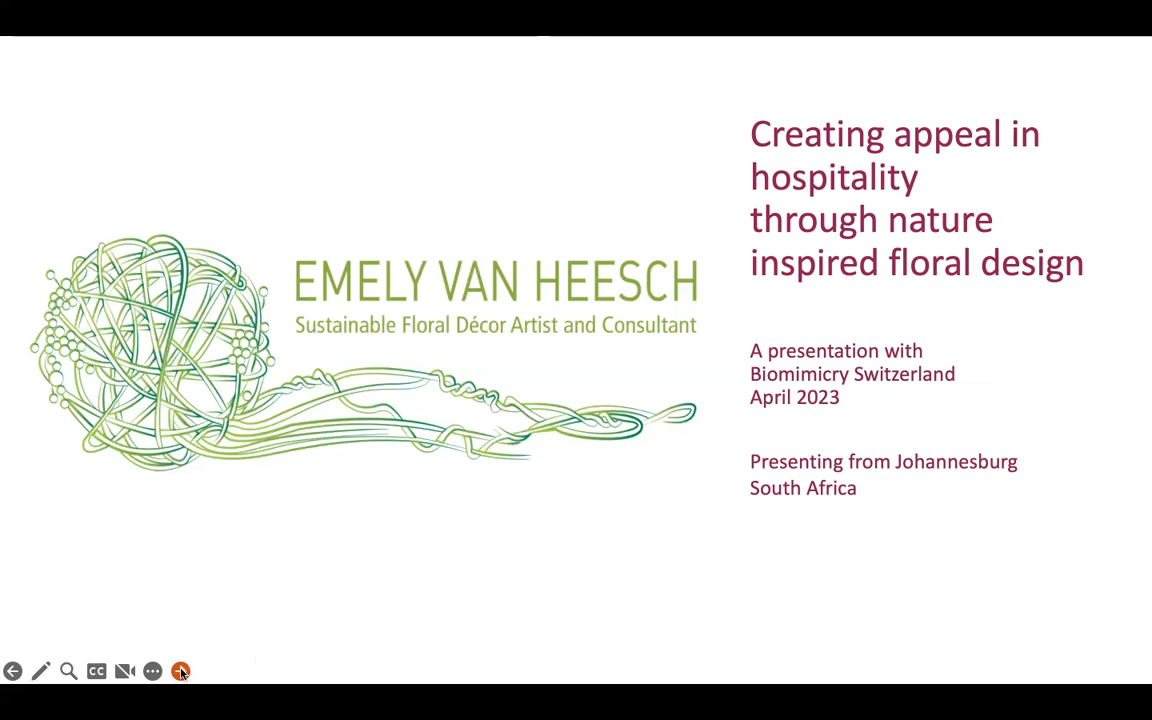 EMELY VAN HEESCH
Sustainable Floral Décor Artist and Consultant
Creating appeal in
hospitality
through nature
inspired floral design
A presentation with
Biomimicry Switzerland
April 2023
Presenting from Johannesburg
South Africa
CC